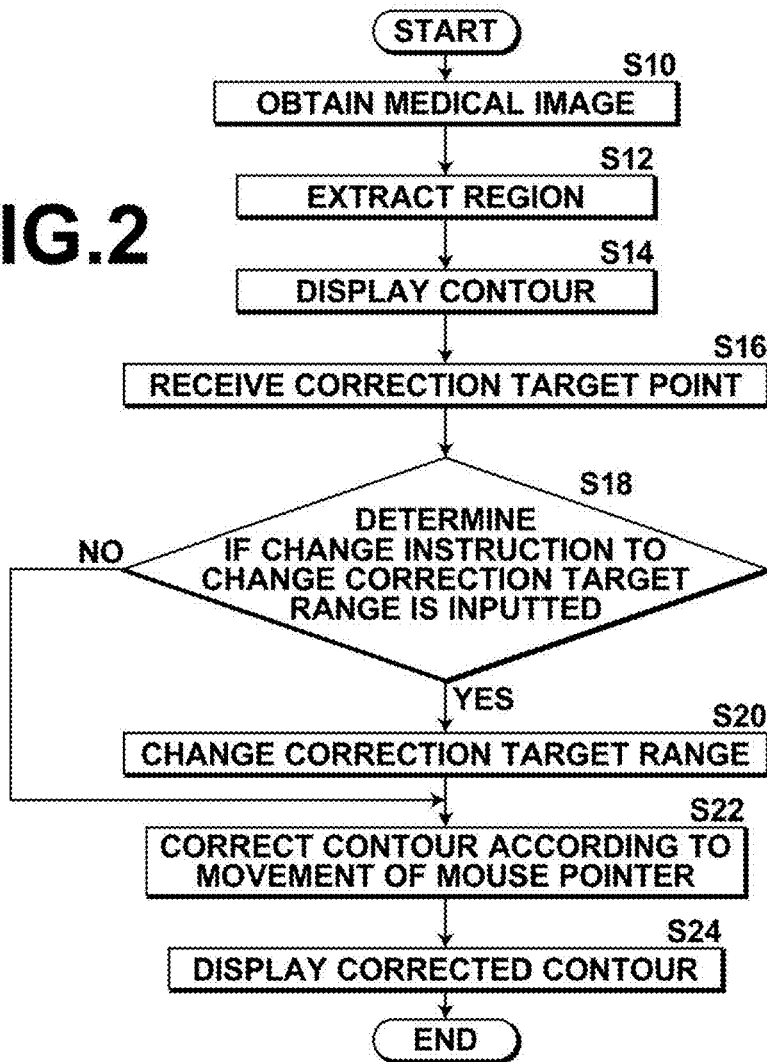 START
S10
OBTAIN MEDICAL IMAGE
S12
EXTRACT REGION
IG.2
S14
DISPLAY CONTOUR
S16
RECEIVE CORRECTION TARGET POINT
S18
DETERMINE
IF CHANGE INSTRUCTION TO
CHANGE CORRECTION TARGET
RANGE IS INPUTTED
NO
YES
S20
CHANGE CORRECTION TARGET RANGE
S22
CORRECT CONTOUR ACCORDING TO
MOVEMENT OF MOUSE POINTER
S24
DISPLAY CORRECTED CONTOUR
END